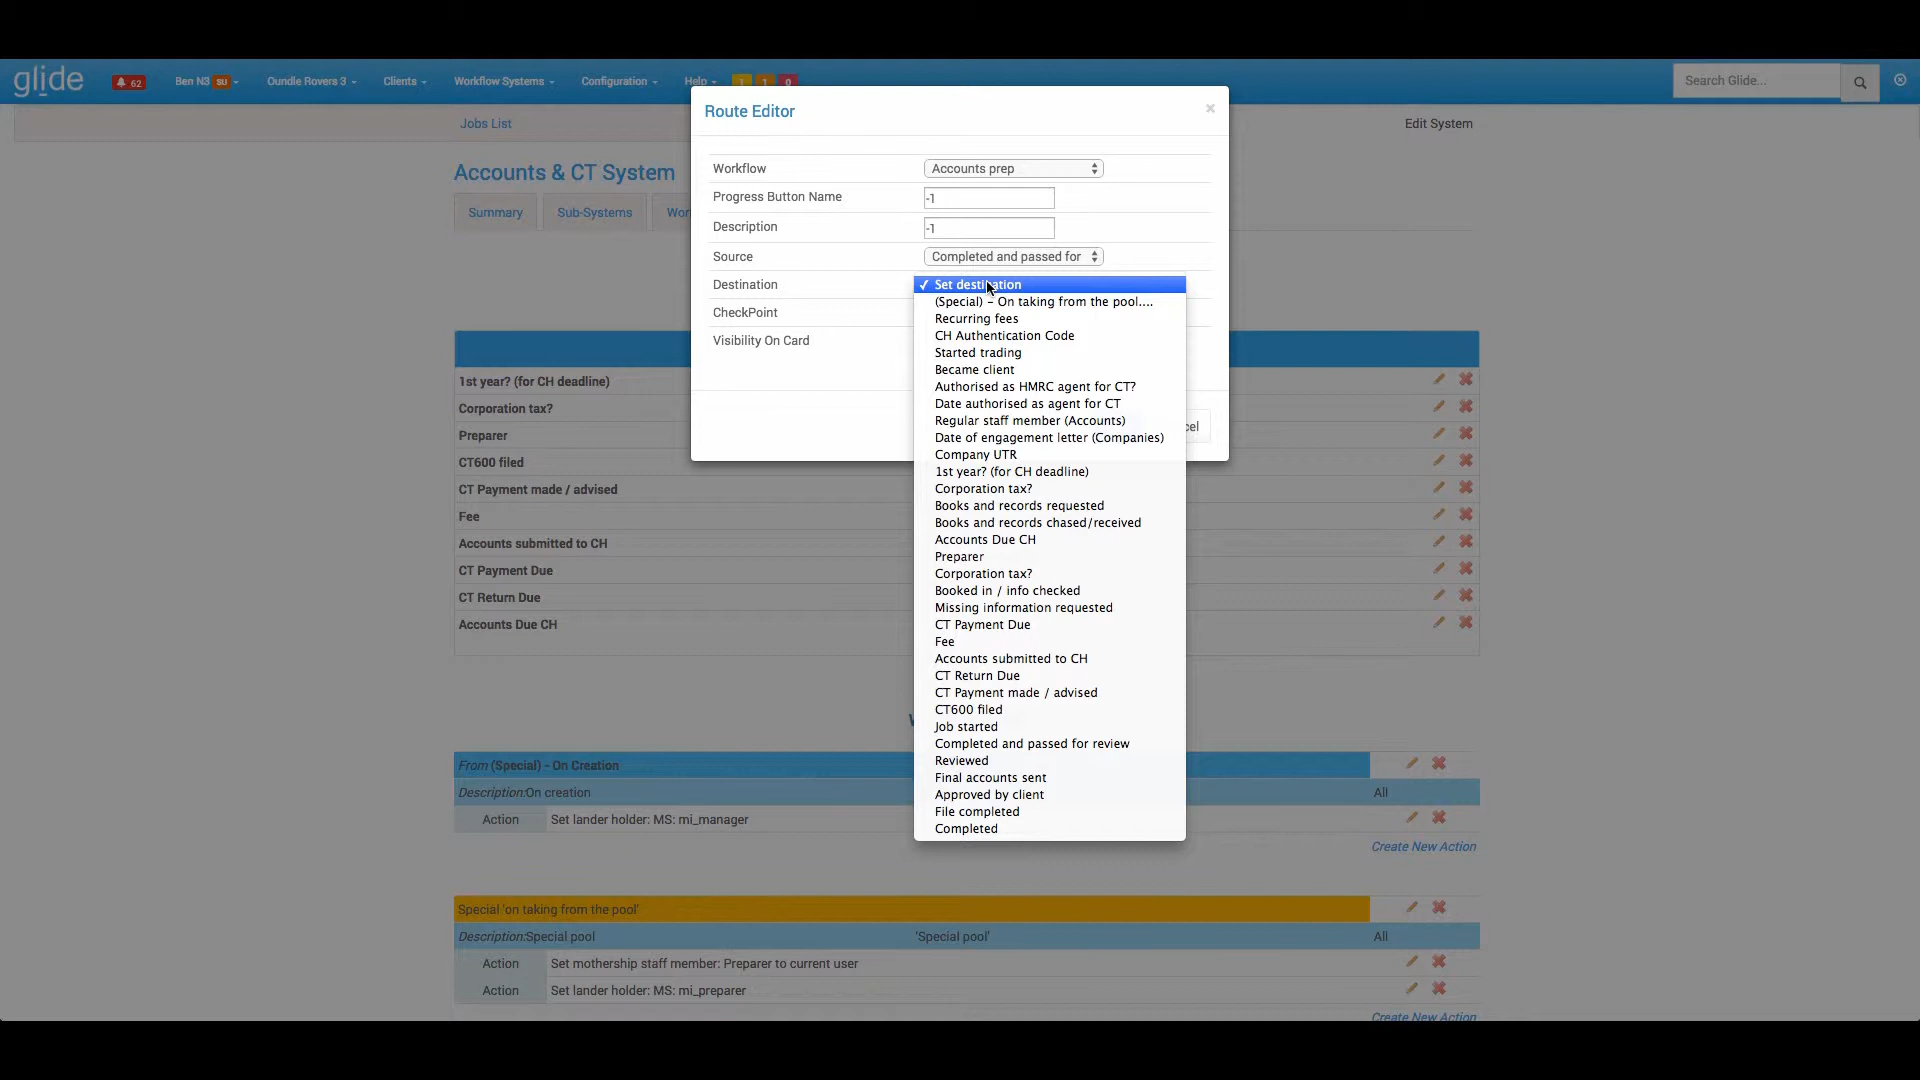 glide
62
Ben N3 SU
Oundle Rovers 3
Clients
Workflow Systems
Configuration
Help
1 1 0
Search Glide...
Jobs List
Edit System
Accounts & CT System
Summary
Sub-Systems
Wor
1st year? (for CH deadline)
Corporation tax?
Preparer
CT600 filed
CT Payment made / advised
Fee
Accounts submitted to CH
CT Payment Due
CT Return Due
Accounts Due CH
Route Editor
×
Workflow
Accounts prep
Progress Button Name
-1
Description
-1
Source
Completed and passed for
Destination
CheckPoint
Visibility On Card
cel
✓ Set destination
(Special) - On taking from the pool....
Recurring fees
CH Authentication Code
Started trading
Became client
Authorised as HMRC agent for CT?
Date authorised as agent for CT
Regular staff member (Accounts)
Date of engagement letter (Companies)
Company UTR
1st year? (for CH deadline)
Corporation tax?
Books and records requested
Books and records chased/received
Accounts Due CH
Preparer
Corporation tax?
Booked in / info checked
Missing information requested
CT Payment Due
Fee
Accounts submitted to CH
CT Return Due
CT Payment made / advised
CT600 filed
Job started
Completed and passed for review
Reviewed
Final accounts sent
Approved by client
File completed
Completed
From (Special) - On Creation
Description:On creation
All
Action
Set lander holder: MS: mi_manager
Create New Action
Special 'on taking from the pool'
Description:Special pool
'Special pool'
All
Action
Set mothership staff member: Preparer to current user
Action
Set lander holder: MS: mi_preparer
Create New Action